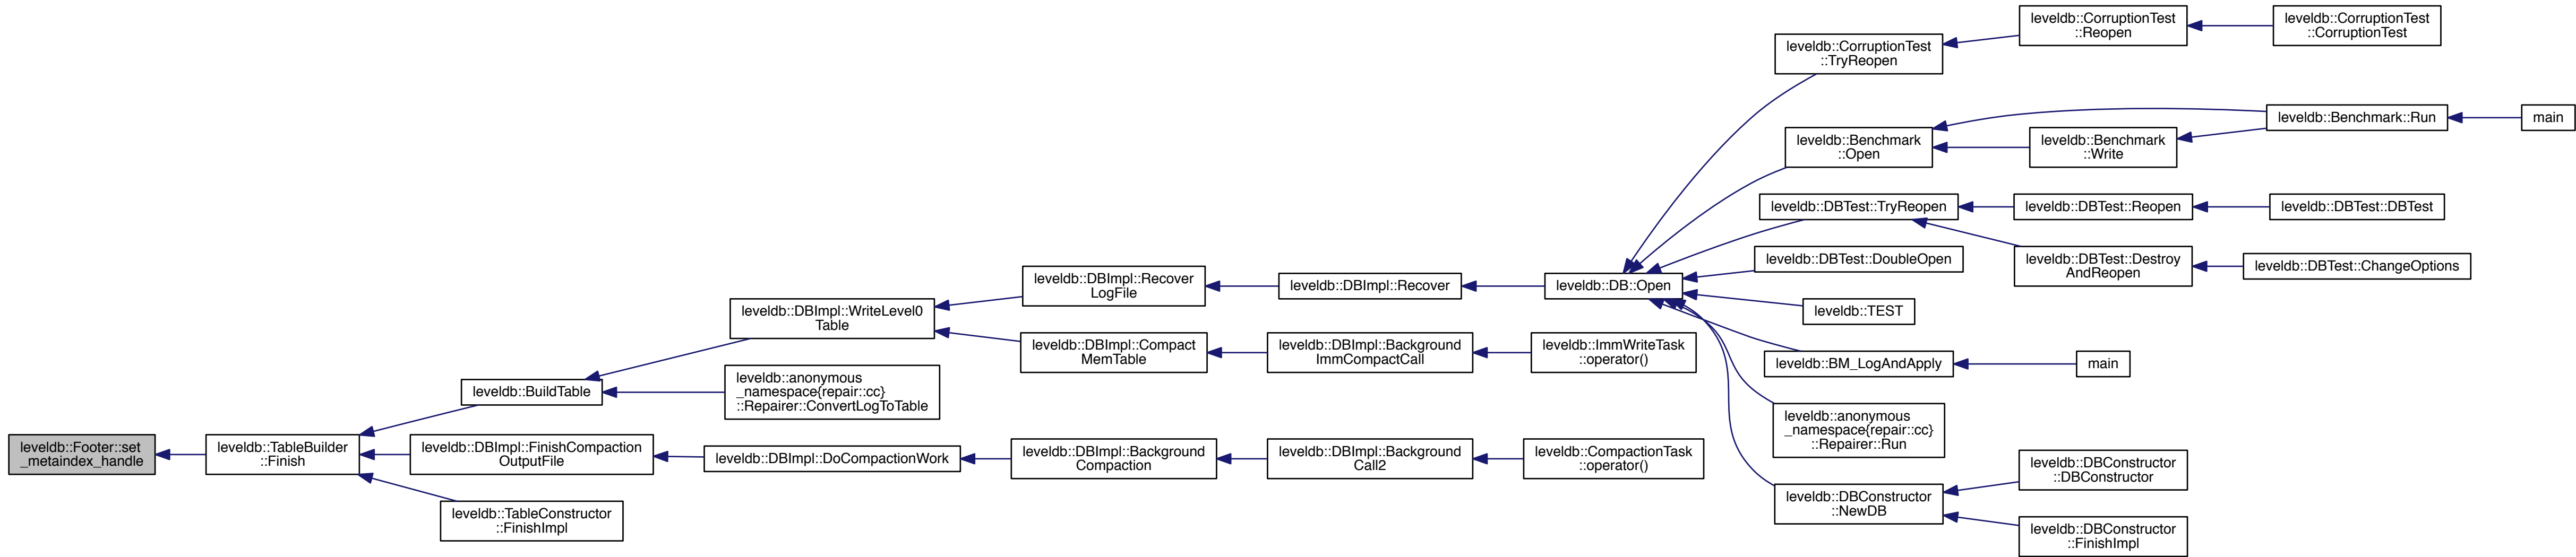 leveldb::Footer::set
_metaindex_handle
leveldb::TableBuilder
::Finish
leveldb::BuildTable
leveldb::DBImpl::FinishCompaction
OutputFile
leveldb::TableConstructor
::FinishImpl
leveldb::DBImpl::WriteLevel0
Table
leveldb::anonymous
_namespace{repair::cc}
::Repairer::ConvertLogToTable
leveldb::DBImpl::DoCompactionWork
leveldb::DBImpl::Recover
LogFile
leveldb::DBImpl::Compact
MemTable
leveldb::DBImpl::Background
Compaction
leveldb::DBImpl::Recover
leveldb::DBImpl::Background
ImmCompactCall
leveldb::DBImpl::Background
Call2
leveldb::DB::Open
leveldb::ImmWriteTask
::operator()
leveldb::CompactionTask
::operator()
leveldb::CorruptionTest
::TryReopen
leveldb::Benchmark
::Open
leveldb::DBTest::TryReopen
leveldb::DBTest::DoubleOpen
leveldb::TEST
leveldb::BM_LogAndApply
leveldb::anonymous
_namespace{repair::cc}
::Repairer::Run
leveldb::DBConstructor
::NewDB
leveldb::CorruptionTest
::Reopen
leveldb::Benchmark
::Write
leveldb::DBTest::Reopen
leveldb::DBTest::Destroy
AndReopen
main
leveldb::DBConstructor
::DBConstructor
leveldb::DBConstructor
::FinishImpl
leveldb::CorruptionTest
::CorruptionTest
leveldb::Benchmark::Run
leveldb::DBTest::DBTest
leveldb::DBTest::ChangeOptions
main